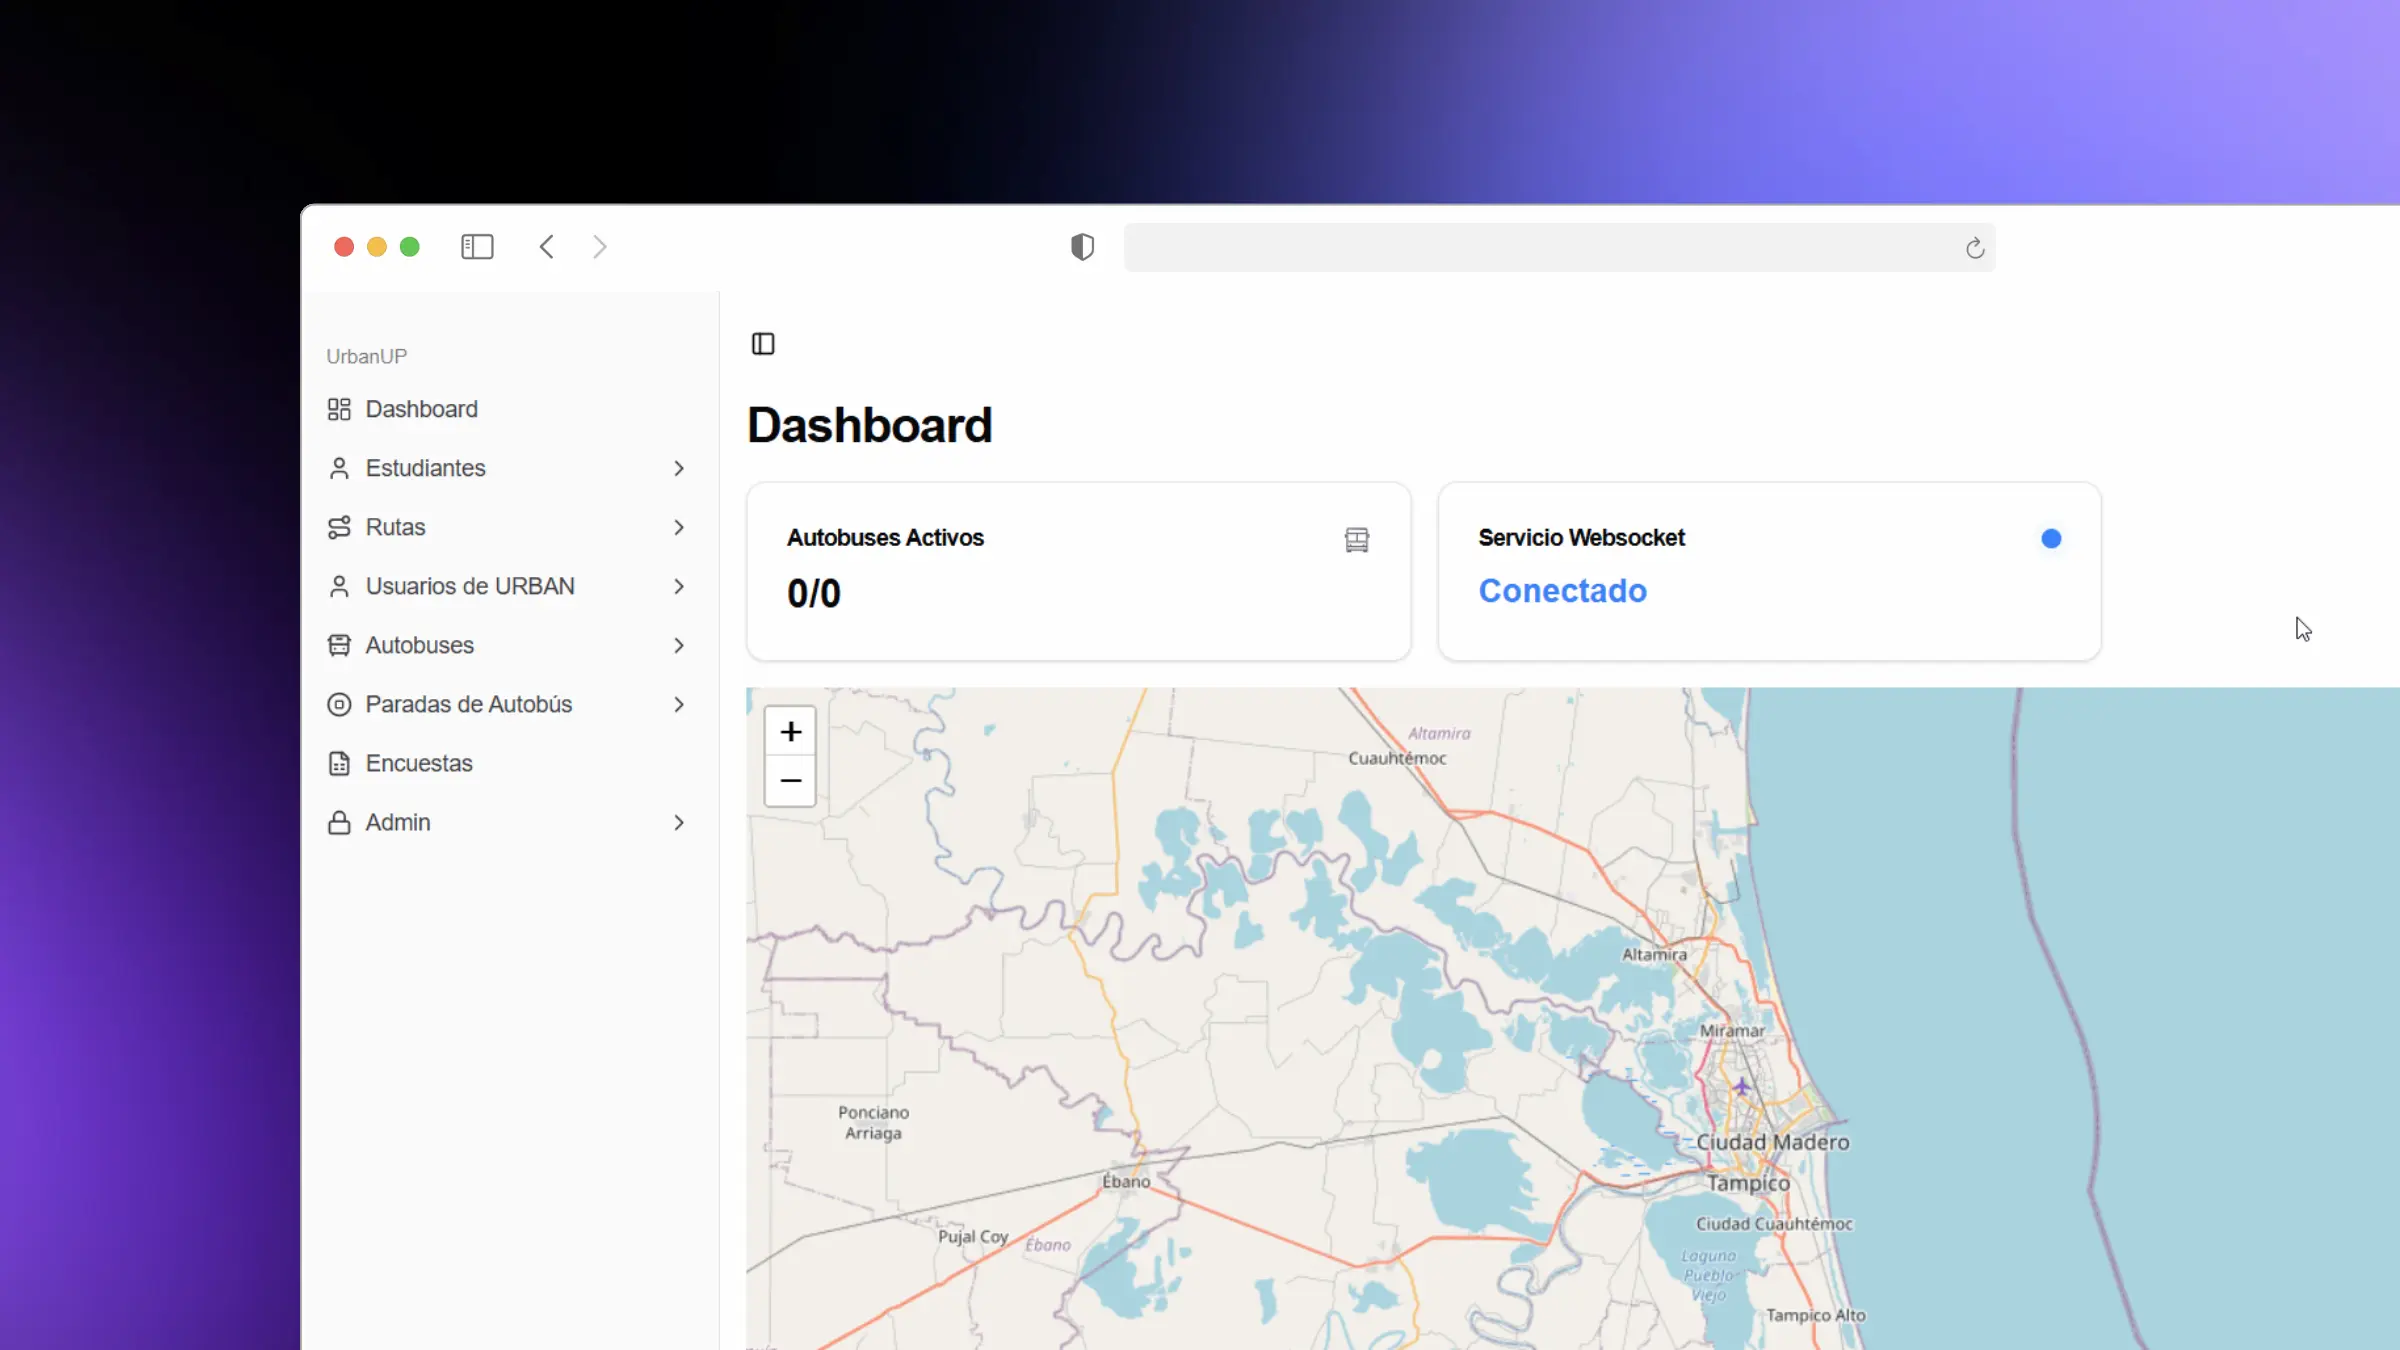 UrbanUP
Dashboard
Estudiantes
Rutas
Usuarios de URBAN
Autobuses
Paradas de Autobús
Encuestas
Admin
Dashboard
Autobuses Activos
0/0
Servicio Websocket
Conectado
+
−
Altamira
Cuauhtémoc
Altamira
Miramar
Ponciano
Arriaga
Ciudad Madero
Ébano
Tampico
Ciudad Cuauhtémoc
Pujal Coy
Ébano
Laguna
Pueblo
Viejo
Tampico Alto